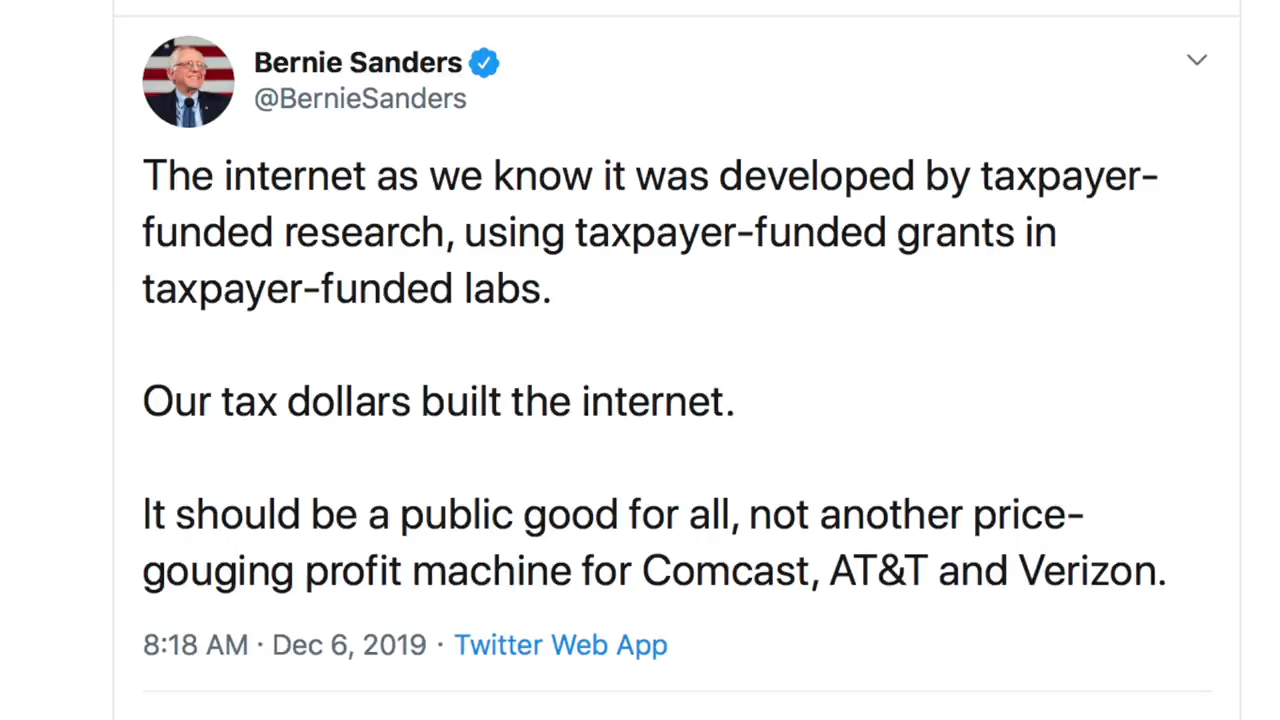 Bernie Sanders
@BernieSanders
The internet as we know it was developed by taxpayer-
funded research, using taxpayer-funded grants in
taxpayer-funded labs.
Our tax dollars built the internet.
It should be a public good for all, not another price-
gouging profit machine for Comcast, AT&T and Verizon.
8:18 AM · Dec 6, 2019 · Twitter Web App